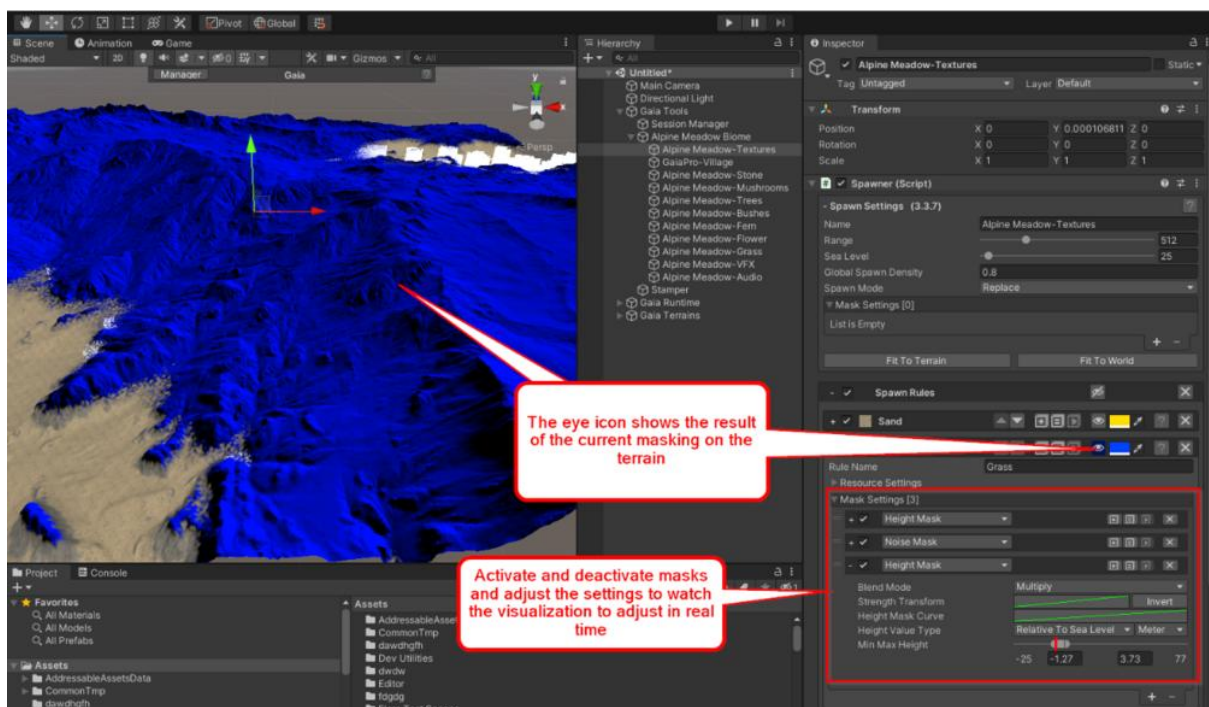 Pivot Global
Scene Animation Game
Shaded 2D 0 Gizmos All
Manager Gaia
y
x
Persp
The eye icon shows the result
of the current masking on the
terrain
Activate and deactivate masks
and adjust the settings to watch
the visualization to adjust in real
time
Hierarchy
All
Untitled*
Main Camera
Directional Light
Gaia Tools
Session Manager
Alpine Meadow Biome
Alpine Meadow-Textures
GaiaPro-Village
Alpine Meadow-Stone
Alpine Meadow-Mushrooms
Alpine Meadow-Trees
Alpine Meadow-Bushes
Alpine Meadow-Fern
Alpine Meadow-Flower
Alpine Meadow-Grass
Alpine Meadow-VFX
Alpine Meadow-Audio
Stamper
Gaia Runtime
Gaia Terrains
Inspector
Alpine Meadow-Textures Static
Tag Untagged Layer Default
Transform
Position X 0 Y 0.000106811 Z 0
Rotation X 0 Y 0 Z 0
Scale X 1 Y 1 Z 1
Spawner (Script)
- Spawn Settings (3.3.7)
Name Alpine Meadow-Textures
Range 512
Sea Level 25
Global Spawn Density 0.8
Spawn Mode Replace
Mask Settings [0]
List is Empty
+ -
Fit To Terrain Fit To World
- Spawn Rules X
+ Sand ? X
Rule Name Grass
Resource Settings
Mask Settings [3]
+ Height Mask
+ Noise Mask
- Height Mask
Blend Mode Multiply
Strength Transform Invert
Height Mask Curve
Height Value Type Relative To Sea Level Meter
Min Max Height
-25 -1.27 3.73 77
+ -
Project Console
Favorites
All Materials
All Models
All Prefabs
Assets
AddressableAssetsData
CommonTmp
dawdhgfh
Assets
CommonTmp
dawdhgfh
Dev Utilities
dwdw
Editor
fdgdg